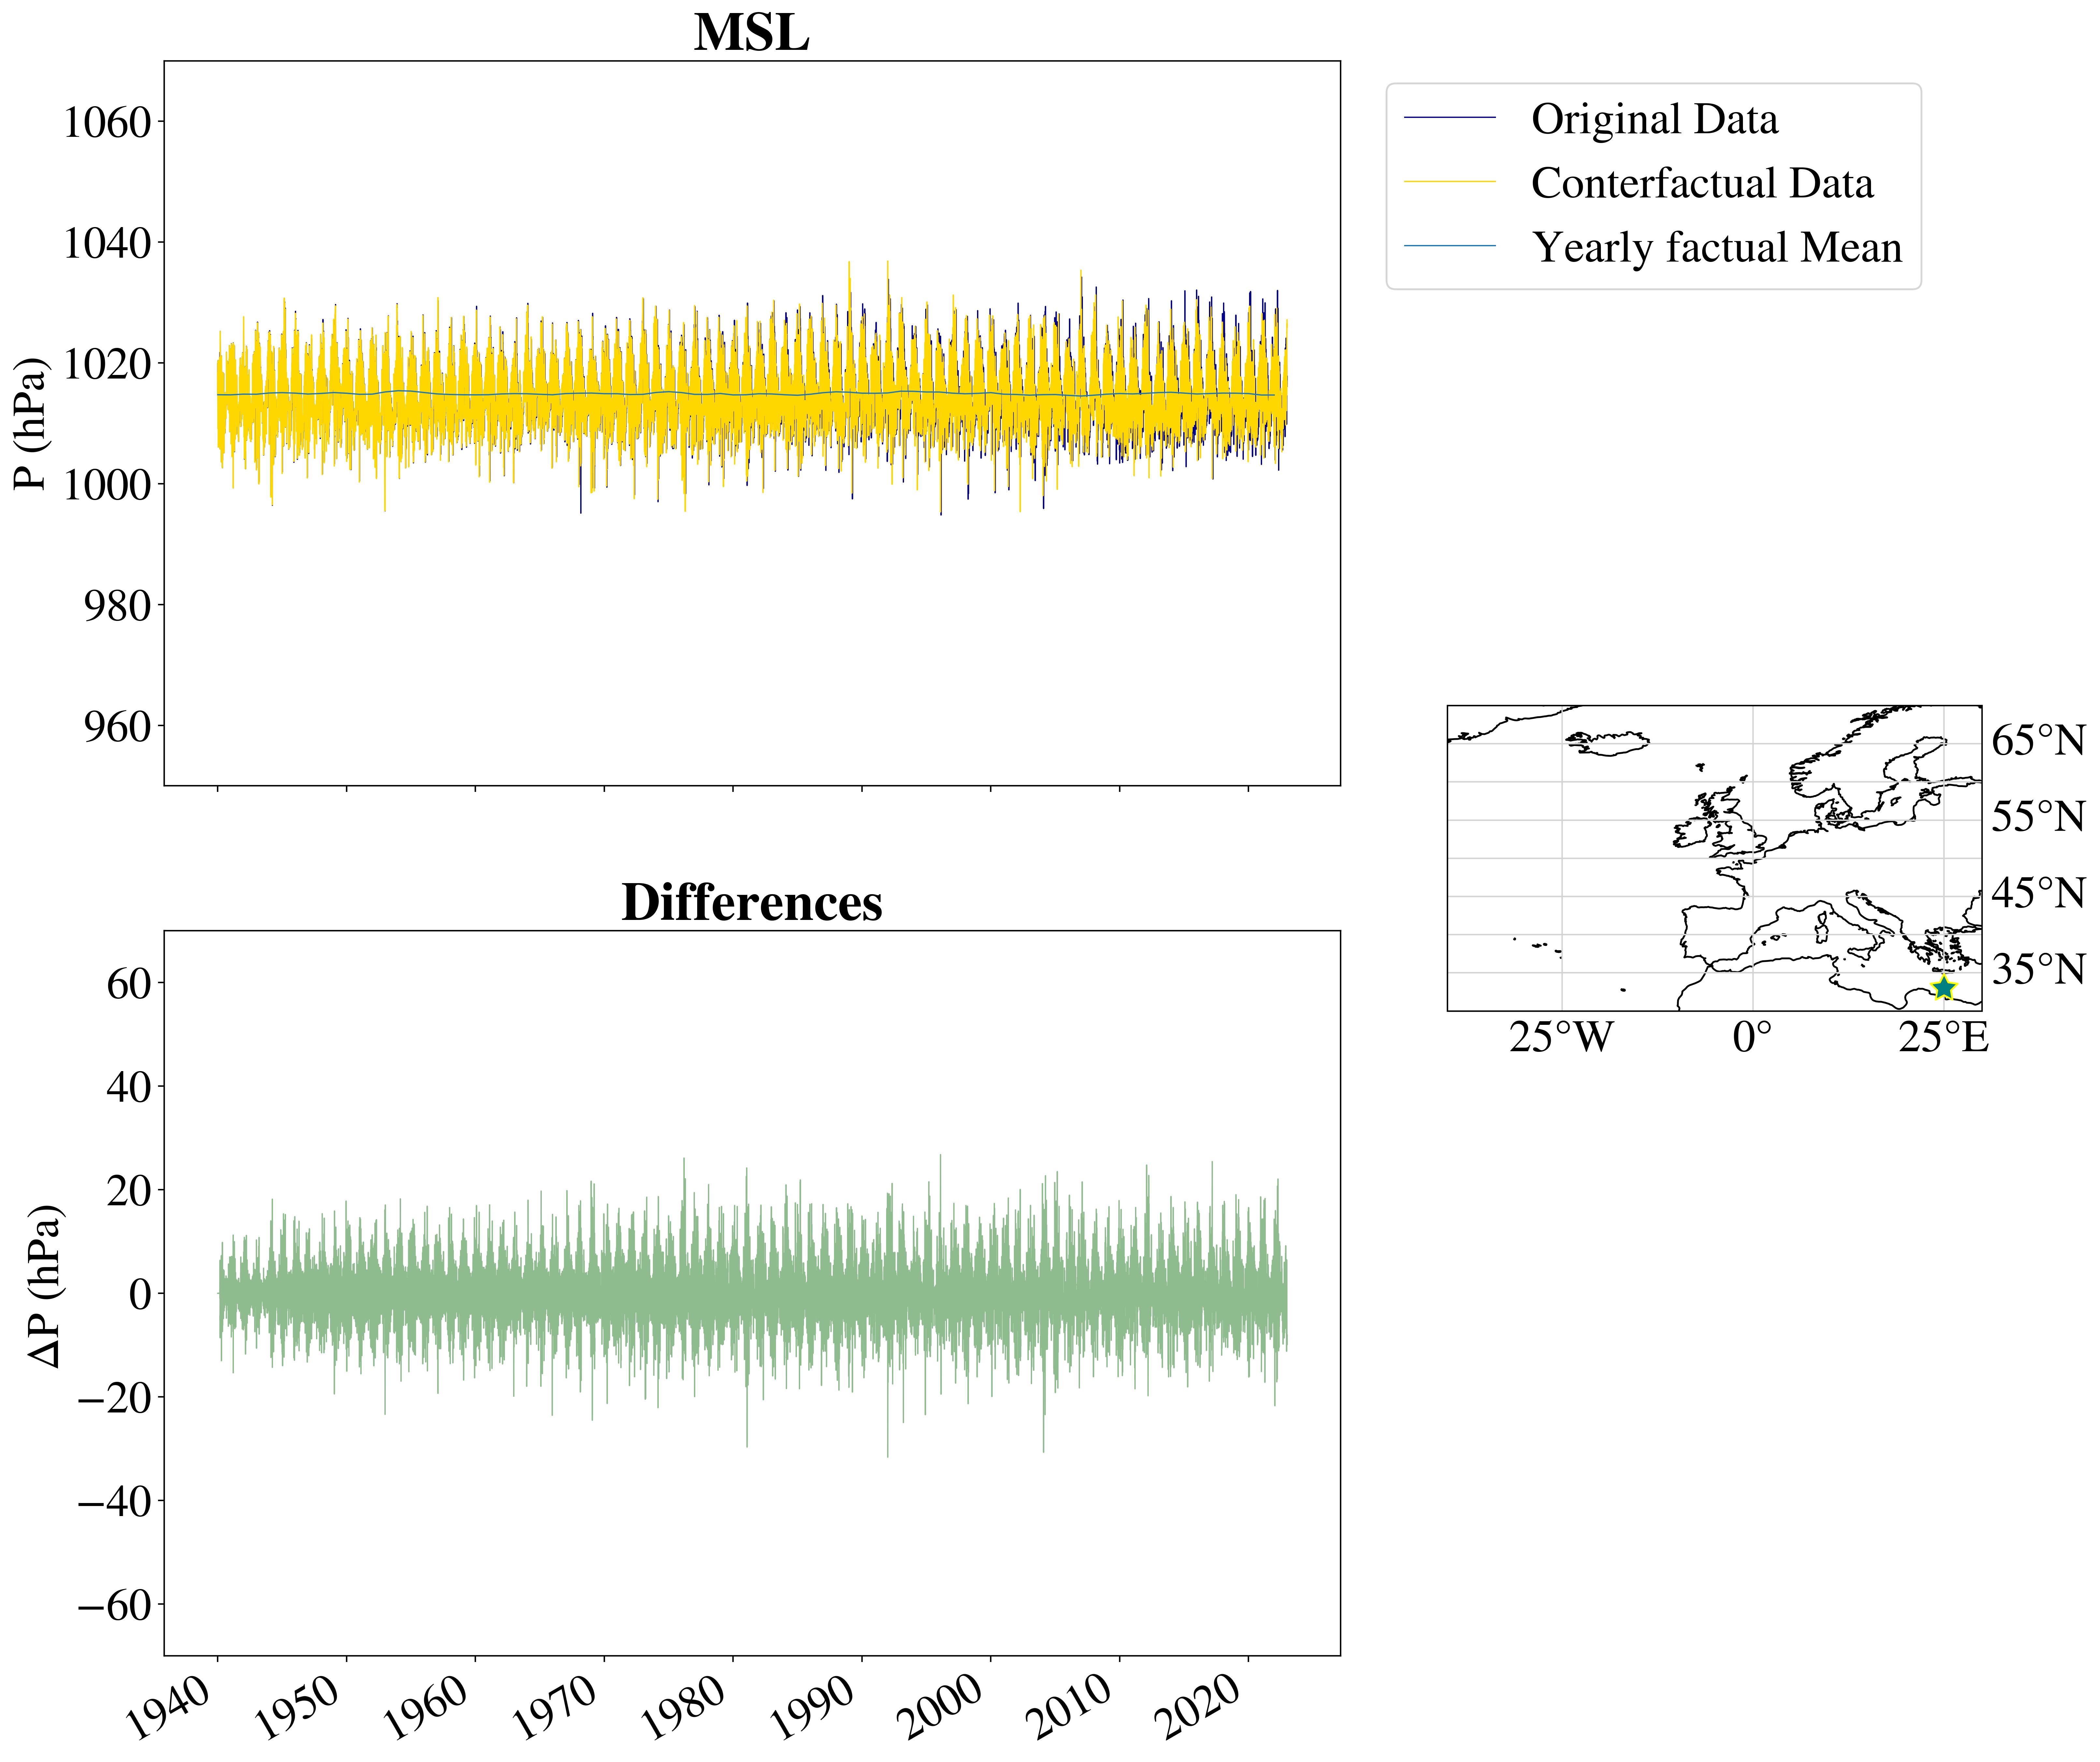 MSL
1060
1040
1020
1000
980
960
P (hPa)
Original Data
Conterfactual Data
Yearly factual Mean
65°N
55°N
45°N
35°N
25°W 0° 25°E
Differences
60
40
20
0
−20
−40
−60
ΔP (hPa)
1940 1950 1960 1970 1980 1990 2000 2010 2020